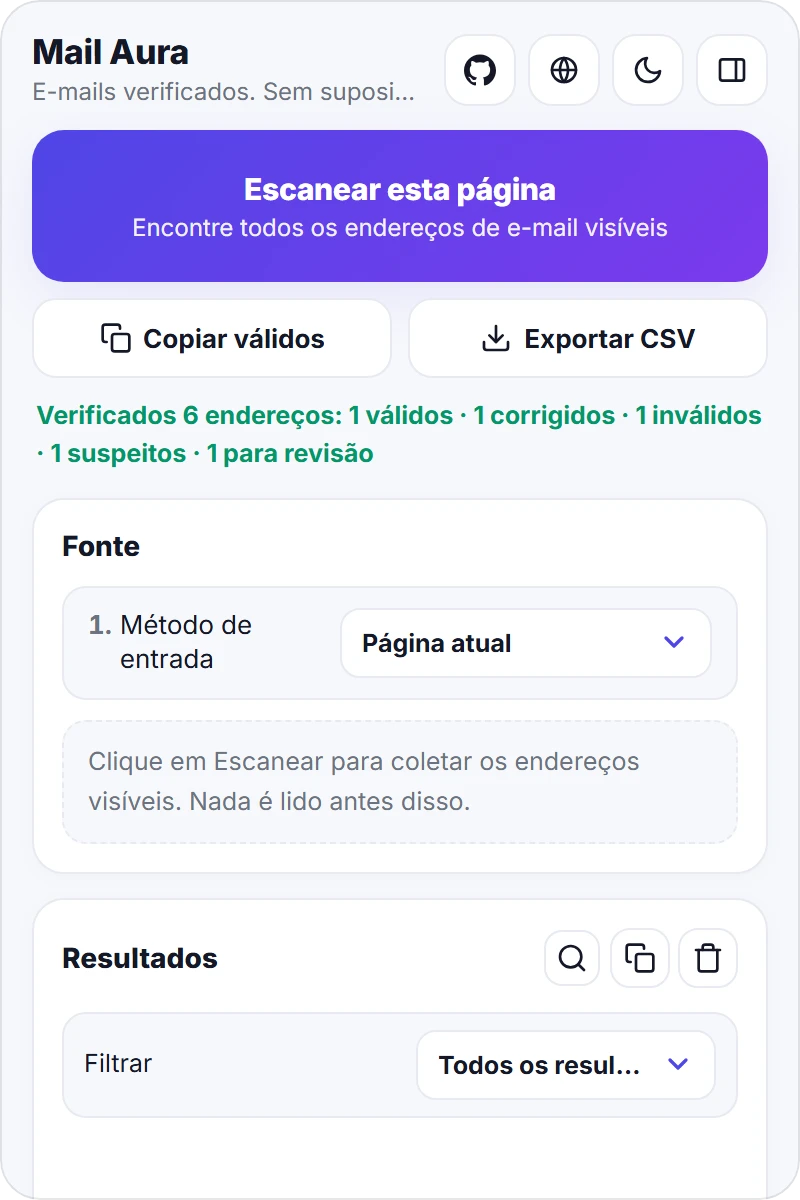 Mail Aura
E-mails verificados. Sem suposi...
Escanear esta página
Encontre todos os endereços de e-mail visíveis
Copiar válidos
Exportar CSV
Verificados 6 endereços: 1 válidos · 1 corrigidos · 1 inválidos
· 1 suspeitos · 1 para revisão
Fonte
1. Método de
entrada
Página atual
Clique em Escanear para coletar os endereços
visíveis. Nada é lido antes disso.
Resultados
Filtrar
Todos os resul...